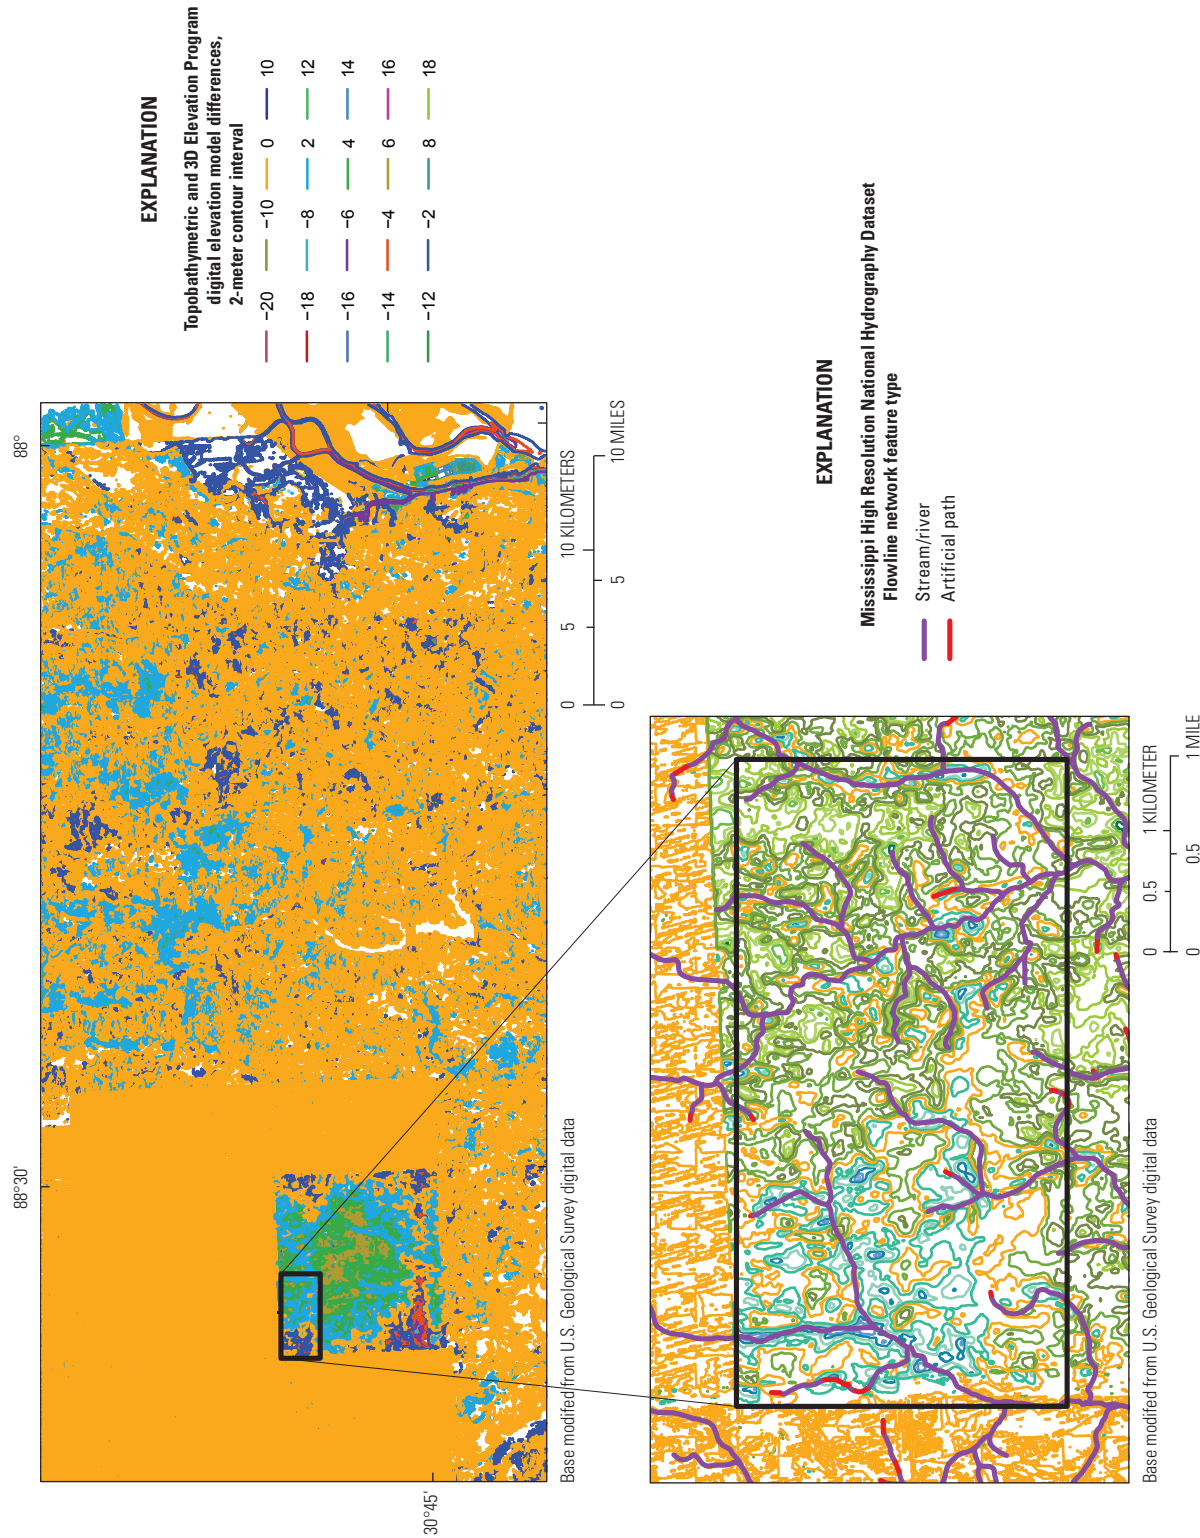 88°30'
88°
30°45'
Base modified from U.S. Geological Survey digital data
0 5 10 KILOMETERS
0 5 10 MILES
EXPLANATION
Topobathymetric and 3D Elevation Program
digital elevation model differences,
2-meter contour interval
−20 −10 0 10
−18 −8 2 12
−16 −6 4 14
−14 −4 6 16
−12 −2 8 18
Base modified from U.S. Geological Survey digital data
0 0.5 1 KILOMETER
0 0.5 1 MILE
EXPLANATION
Mississippi High Resolution National Hydrography Dataset
Flowline network feature type
Stream/river
Artificial path